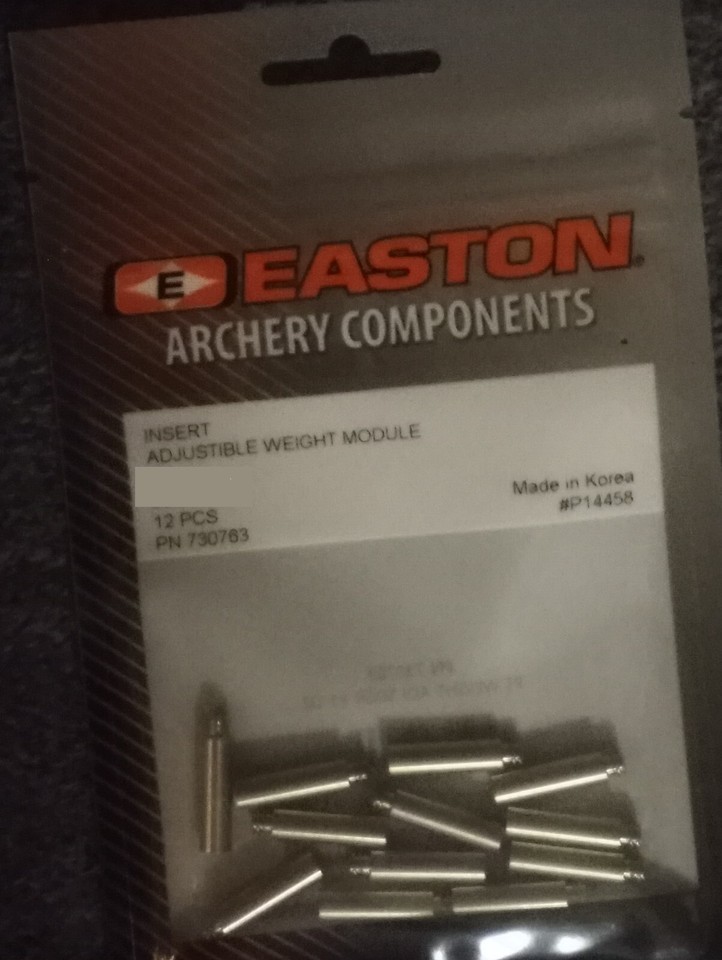 E EASTON
ARCHERY COMPONENTS
INSERT
ADJUSTIBLE WEIGHT MODULE
Made in Korea
#P14458
12 PCS
PN 730763